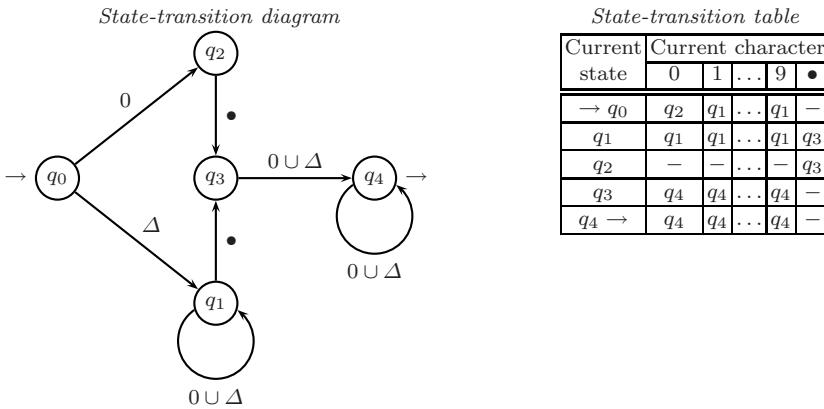 State-transition diagram
q2
0
•
→ q0
q3
0 ∪ Δ
q4 →
Δ
•
0 ∪ Δ
q1
0 ∪ Δ
State-transition table
Current Current character
state 0 1 ... 9 •
→ q0 q2 q1 ... q1 −
q1 q1 q1 ... q1 q3
q2 − − ... − q3
q3 q4 q4 ... q4 −
q4 → q4 q4 ... q4 −